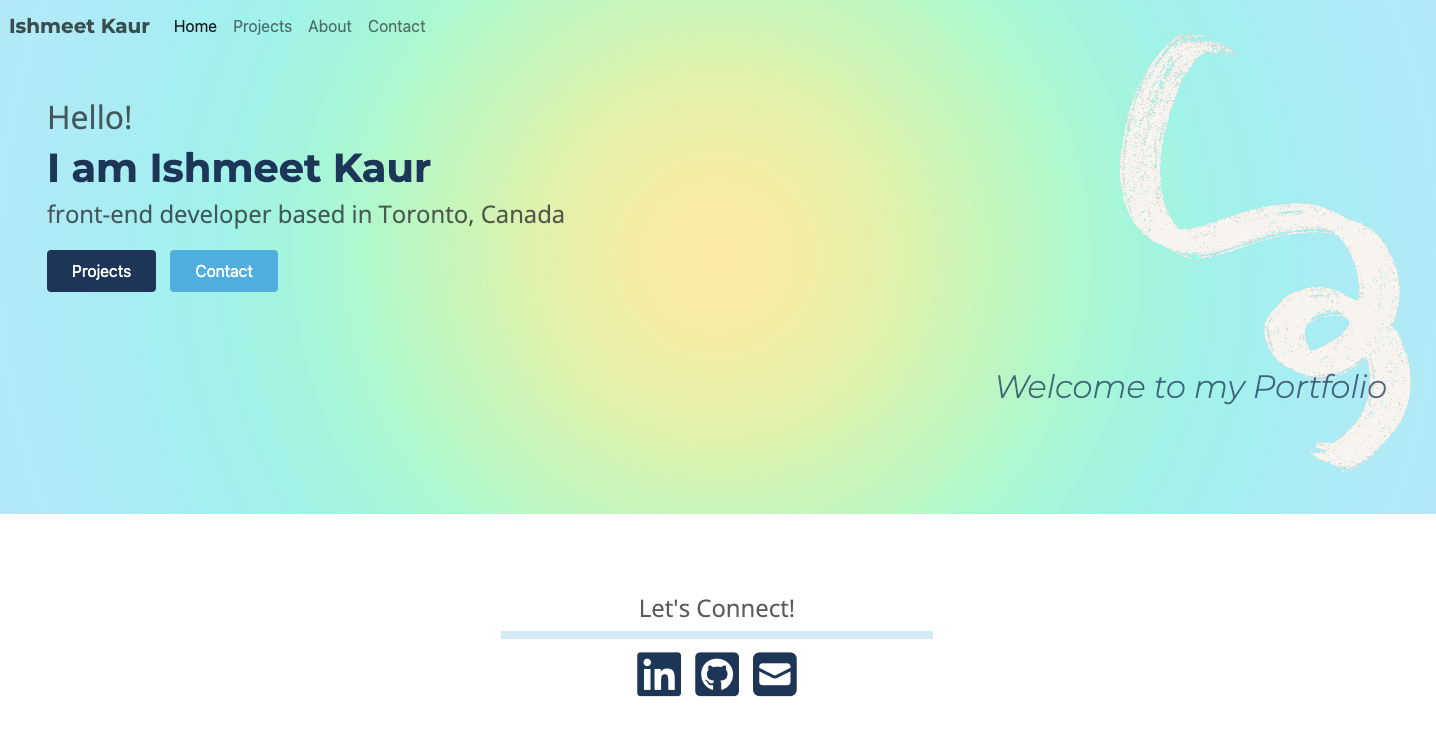 Ishmeet Kaur Home Projects About Contact
Hello!
I am Ishmeet Kaur
front-end developer based in Toronto, Canada
Projects Contact
Welcome to my Portfolio
Let's Connect!
in